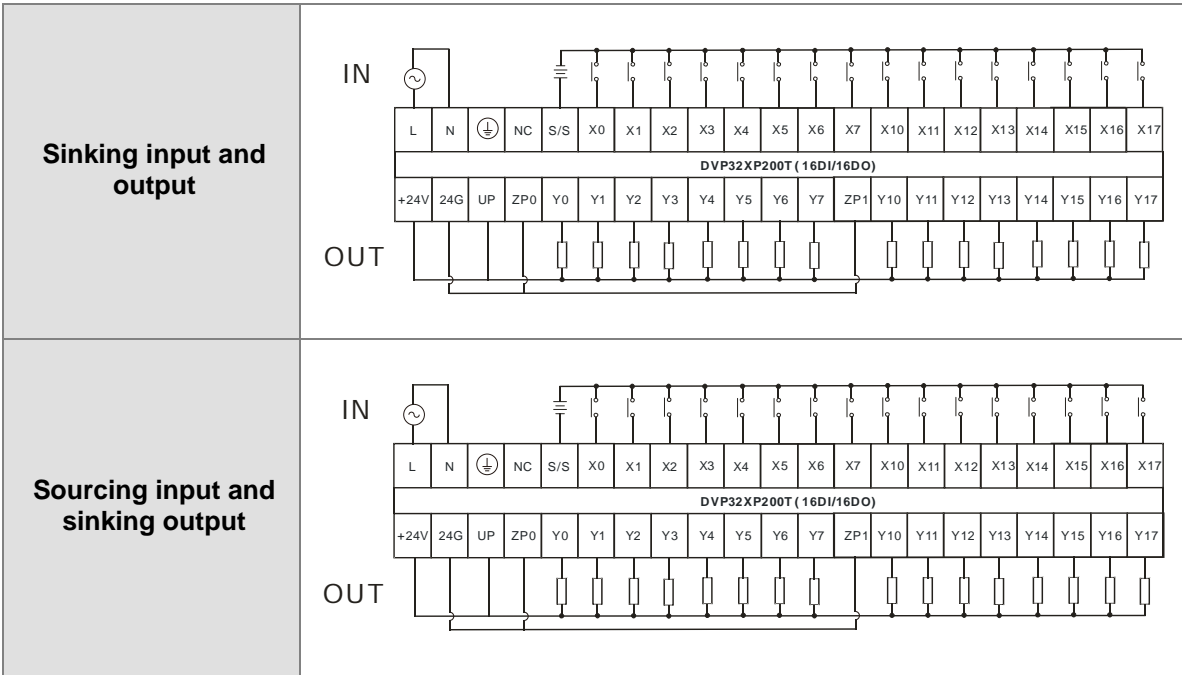 Sinking input and
output
IN
L N NC S/S X0 X1 X2 X3 X4 X5 X6 X7 X10 X11 X12 X13 X14 X15 X16 X17
DVP32XP200T ( 16DI/16DO)
+24V 24G UP ZP0 Y0 Y1 Y2 Y3 Y4 Y5 Y6 Y7 ZP1 Y10 Y11 Y12 Y13 Y14 Y15 Y16 Y17
OUT
Sourcing input and
sinking output
IN
L N NC S/S X0 X1 X2 X3 X4 X5 X6 X7 X10 X11 X12 X13 X14 X15 X16 X17
DVP32XP200T ( 16DI/16DO)
+24V 24G UP ZP0 Y0 Y1 Y2 Y3 Y4 Y5 Y6 Y7 ZP1 Y10 Y11 Y12 Y13 Y14 Y15 Y16 Y17
OUT